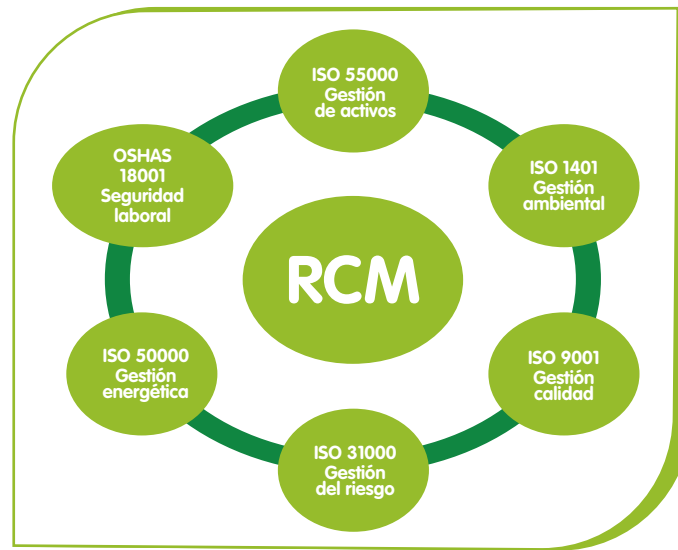 ISO 55000
Gestión
de activos
ISO 1401
Gestión
ambiental
ISO 9001
Gestión
calidad
ISO 31000
Gestión
del riesgo
ISO 50000
Gestión
energética
OSHAS
18001
Seguridad
laboral
RCM